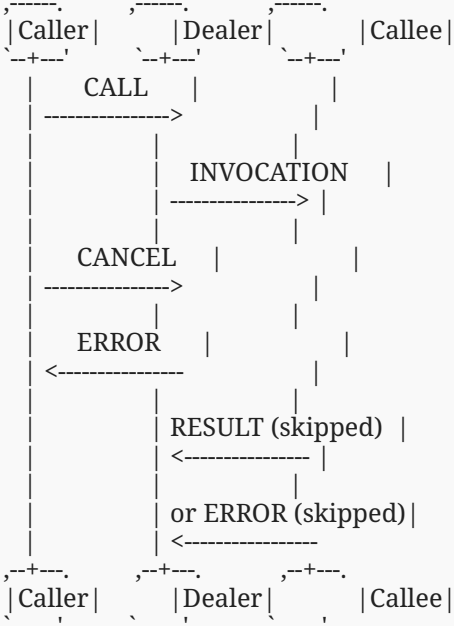 ,------.          ,------.          ,------.
|Caller|          |Dealer|          |Callee|
`--+---'          `--+---'          `--+---'
|       CALL      |                 |
| ---------------->                 |
|                 |                 |
|                 |    INVOCATION   |
|                 | ----------------> |
|                 |                 |
|      CANCEL     |                 |
| ---------------->                 |
|                 |                 |
|      ERROR      |                 |
| <----------------                 |
|                 |                 |
|                 | RESULT (skipped) |
|                 | <---------------- |
|                 |                 |
|                 | or ERROR (skipped)|
|                 | <-----------------
,--+---.          ,--+---.          ,--+---.
|Caller|          |Dealer|          |Callee|